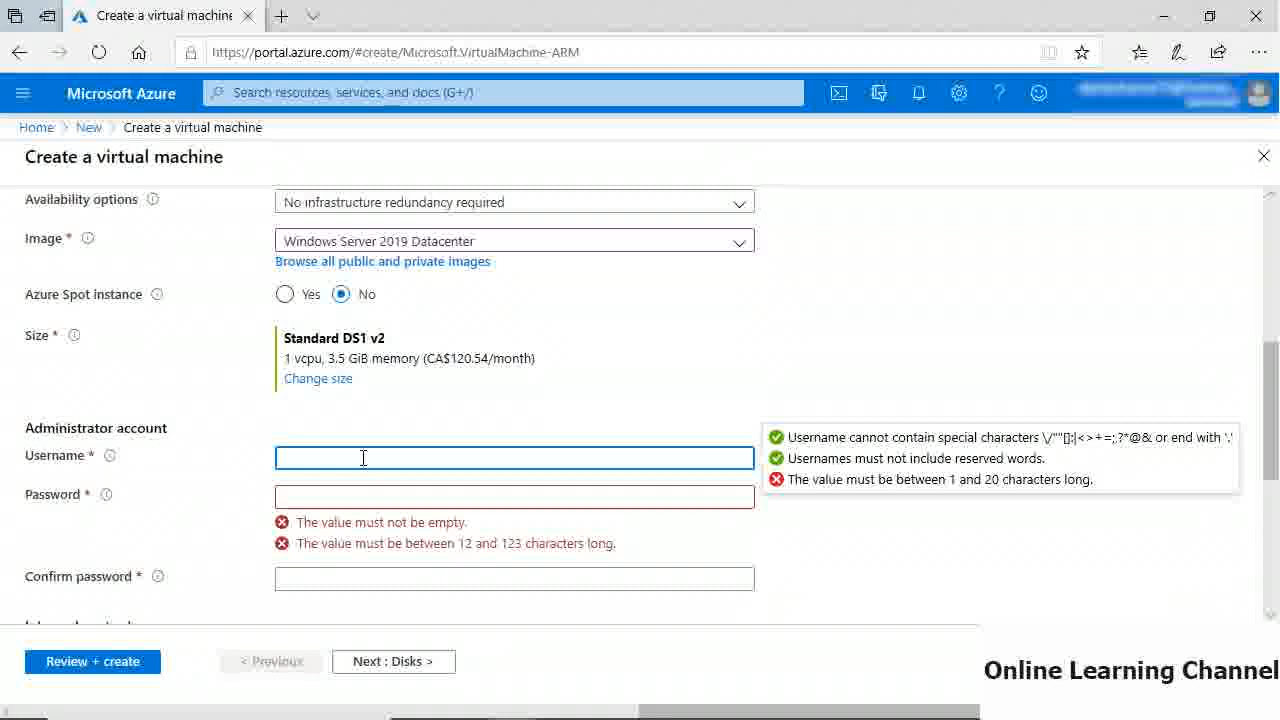 Create a virtual machine
https://portal.azure.com/#create/Microsoft.VirtualMachine-ARM
Microsoft Azure
Search resources, services, and docs (G+/)
Home > New > Create a virtual machine
Create a virtual machine
Availability options
No infrastructure redundancy required
Image *
Windows Server 2019 Datacenter
Browse all public and private images
Azure Spot instance
Yes
No
Size *
Standard DS1 v2
1 vcpu, 3.5 GiB memory (CA$120.54/month)
Change size
Administrator account
Username *
Username cannot contain special characters \/""[]:|<>+=;,?*@& or end with '.'
Usernames must not include reserved words.
The value must be between 1 and 20 characters long.
Password *
The value must not be empty.
The value must be between 12 and 123 characters long.
Confirm password *
Review + create
< Previous
Next : Disks >
Online Learning Channel